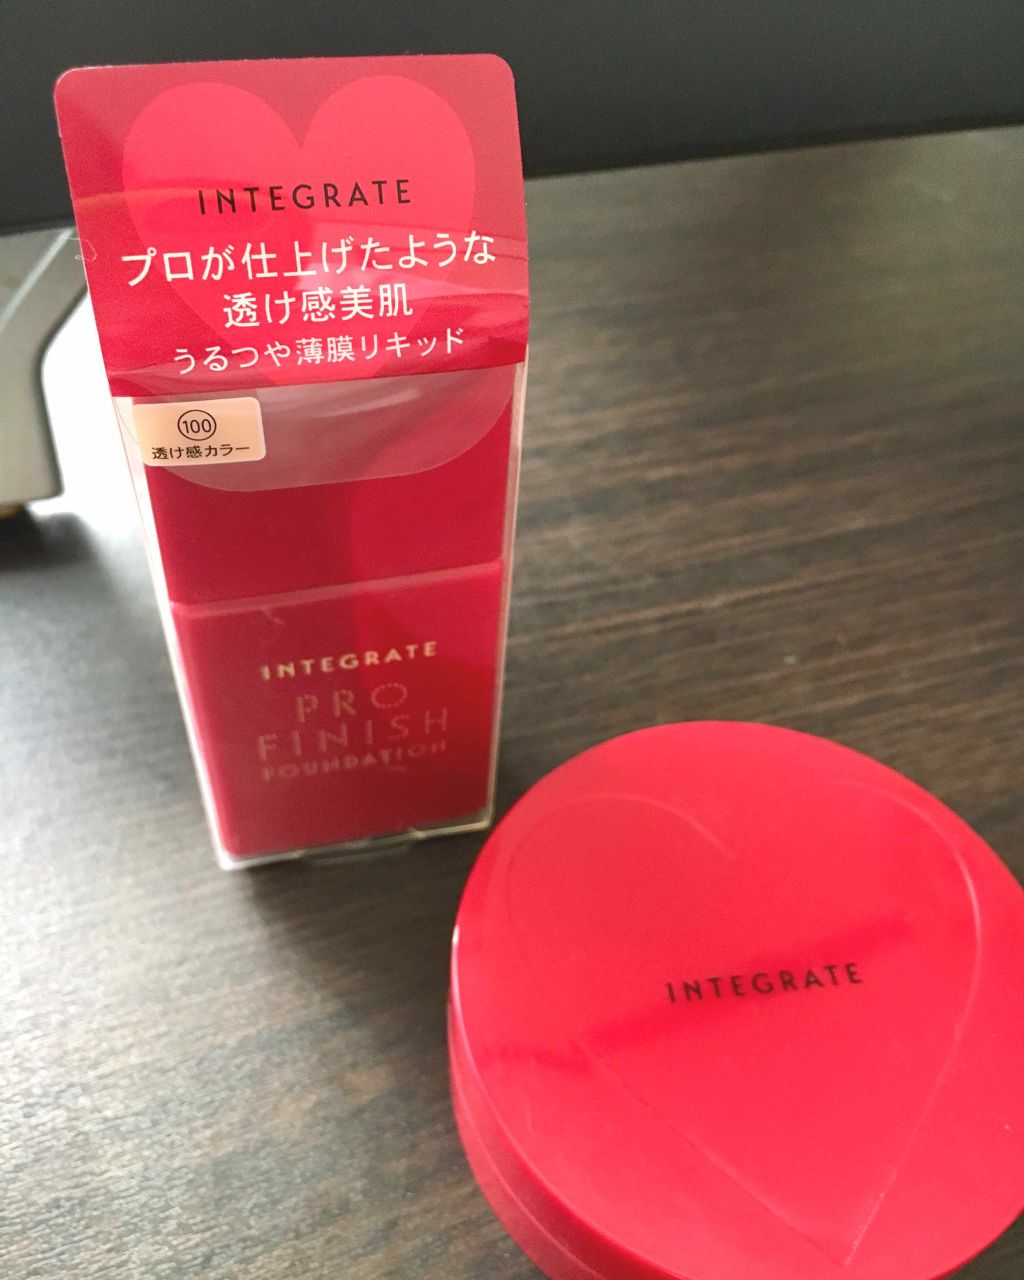 INTEGRATE
プロが仕上げたような
透け感美肌
うるつや薄膜リキッド
100
透け感カラー
INTEGRATE
PRO
FINISH
FOUNDATION
INTEGRATE